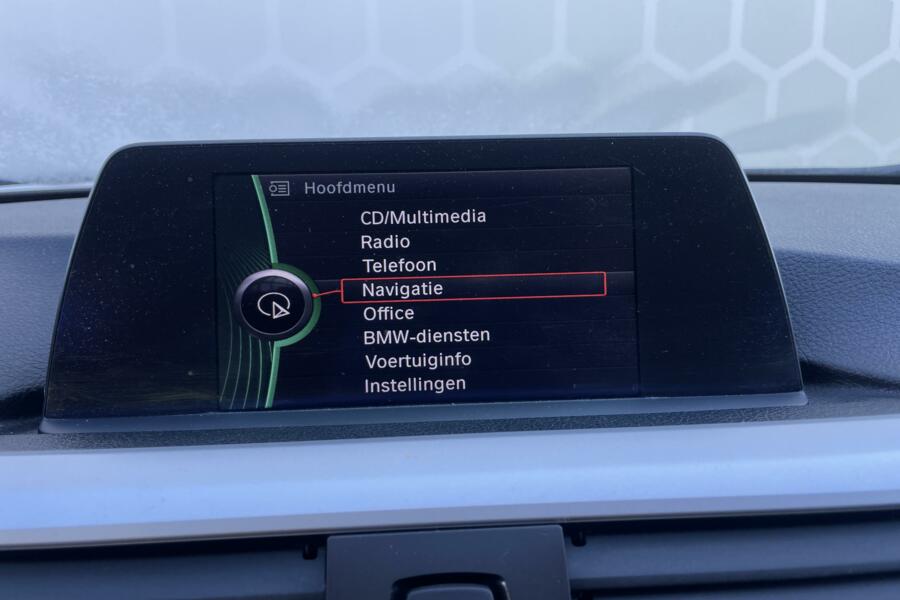 Hoofdmenu
CD/Multimedia
Radio
Telefoon
Navigatie
Office
BMW-diensten
Voertuiginfo
Instellingen